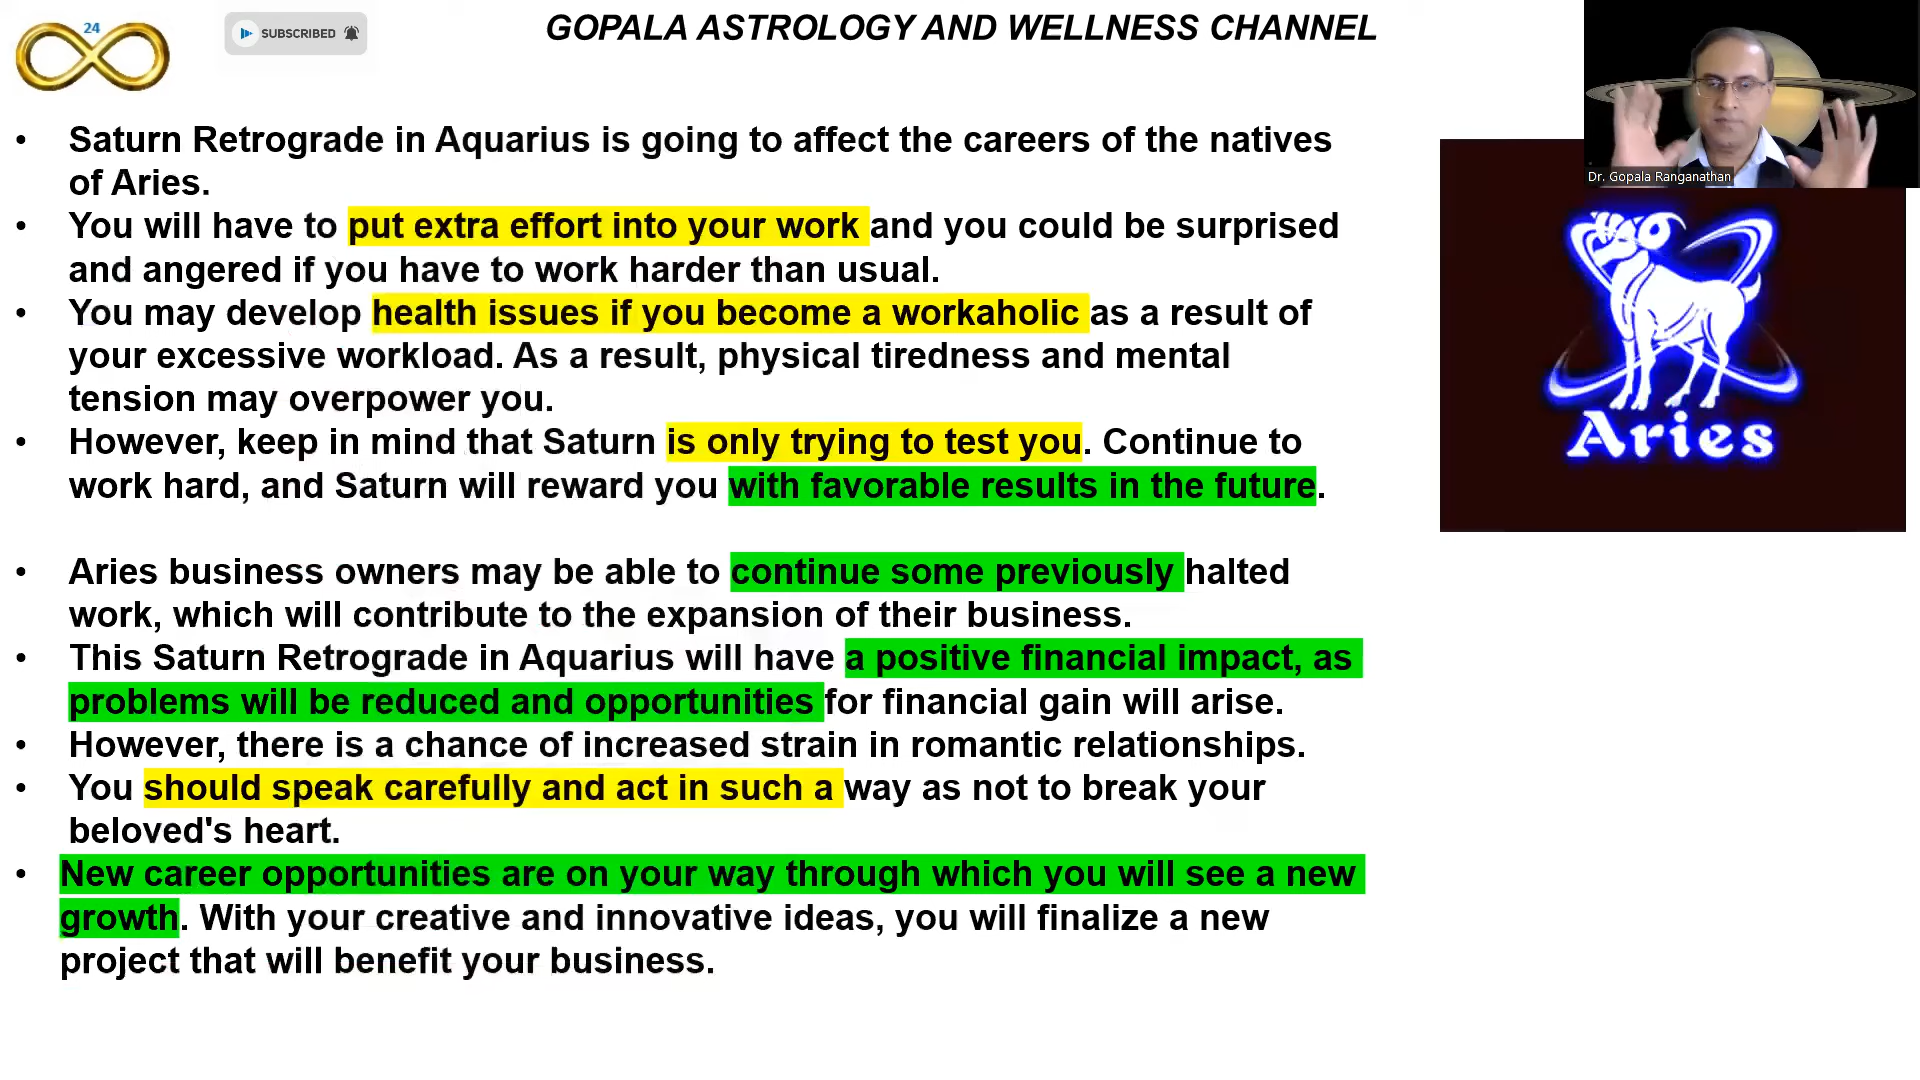 24
SUBSCRIBED
GOPALA ASTROLOGY AND WELLNESS CHANNEL
Dr. Gopala Ranganathan
• Saturn Retrograde in Aquarius is going to affect the careers of the natives
of Aries.
• You will have to put extra effort into your work and you could be surprised
and angered if you have to work harder than usual.
• You may develop health issues if you become a workaholic as a result of
your excessive workload. As a result, physical tiredness and mental
tension may overpower you.
• However, keep in mind that Saturn is only trying to test you. Continue to
work hard, and Saturn will reward you with favorable results in the future.
• Aries business owners may be able to continue some previously halted
work, which will contribute to the expansion of their business.
• This Saturn Retrograde in Aquarius will have a positive financial impact, as
problems will be reduced and opportunities for financial gain will arise.
• However, there is a chance of increased strain in romantic relationships.
• You should speak carefully and act in such a way as not to break your
beloved's heart.
• New career opportunities are on your way through which you will see a new
growth. With your creative and innovative ideas, you will finalize a new
project that will benefit your business.
Aries